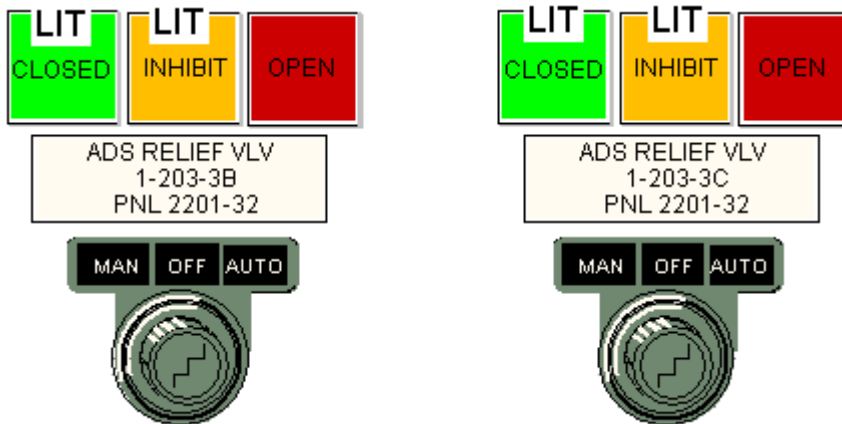 LIT LIT LIT LIT
CLOSED INHIBIT OPEN CLOSED INHIBIT OPEN
ADS RELIEF VLV
1-203-3B
PNL 2201-32
ADS RELIEF VLV
1-203-3C
PNL 2201-32
MAN OFF AUTO MAN OFF AUTO